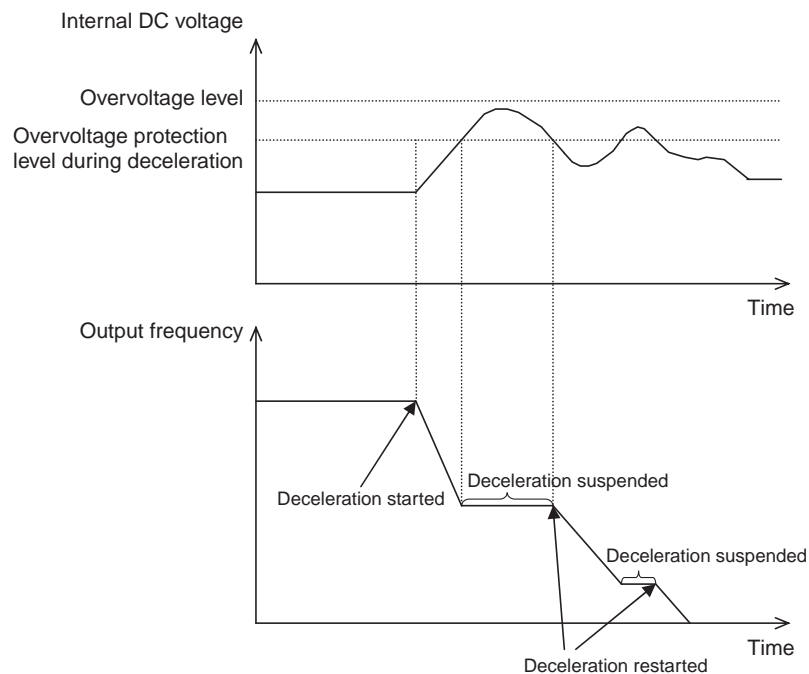 Internal DC voltage
Overvoltage level
Overvoltage protection
level during deceleration
Time
Output frequency
Deceleration suspended
Deceleration started
Deceleration suspended
Time
Deceleration restarted